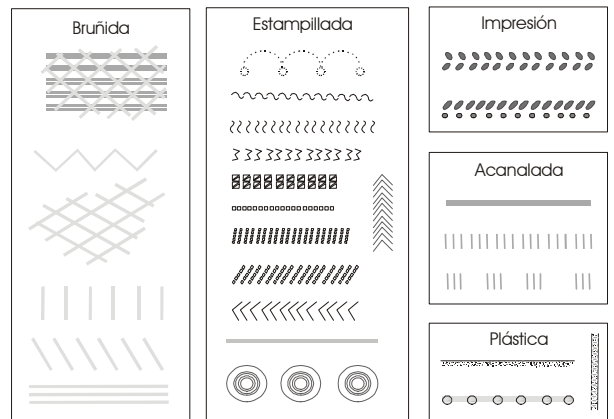 Bruñida
Estampillada
Impresión
Acanalada
Plástica